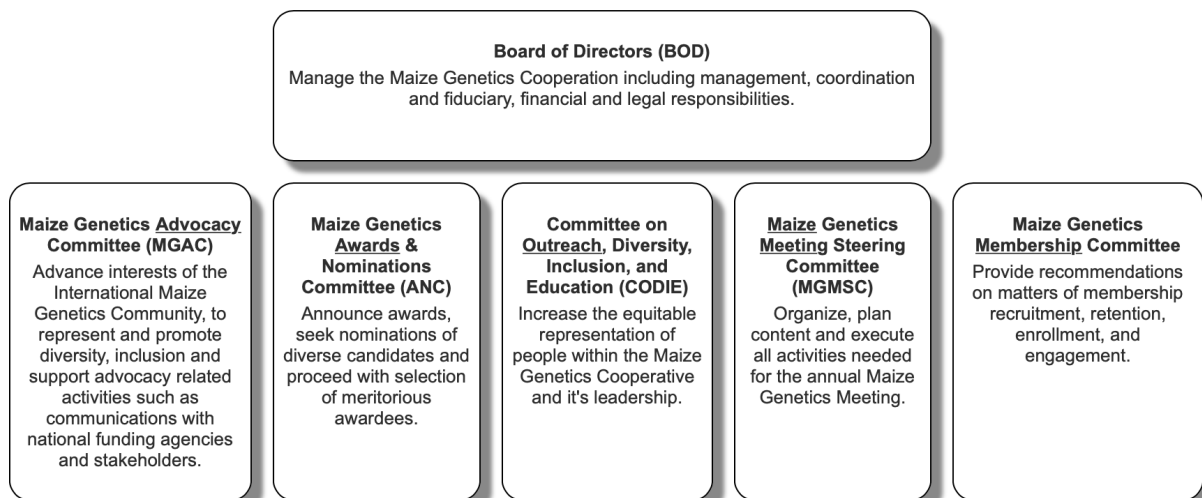 Board of Directors (BOD)
Manage the Maize Genetics Cooperation including management, coordination
and fiduciary, financial and legal responsibilities.
Maize Genetics Advocacy
Committee (MGAC)
Advance interests of the
International Maize
Genetics Community, to
represent and promote
diversity, inclusion and
support advocacy related
activities such as
communications with
national funding agencies
and stakeholders.
Maize Genetics
Awards &
Nominations
Committee (ANC)
Announce awards,
seek nominations of
diverse candidates and
proceed with selection
of meritorious
awardees.
Committee on
Outreach, Diversity,
Inclusion, and
Education (CODIE)
Increase the equitable
representation of
people within the Maize
Genetics Cooperative
and it's leadership.
Maize Genetics
Meeting Steering
Committee
(MGMSC)
Organize, plan
content and execute
all activities needed
for the annual Maize
Genetics Meeting.
Maize Genetics
Membership Committee
Provide recommendations
on matters of membership
recruitment, retention,
enrollment, and
engagement.